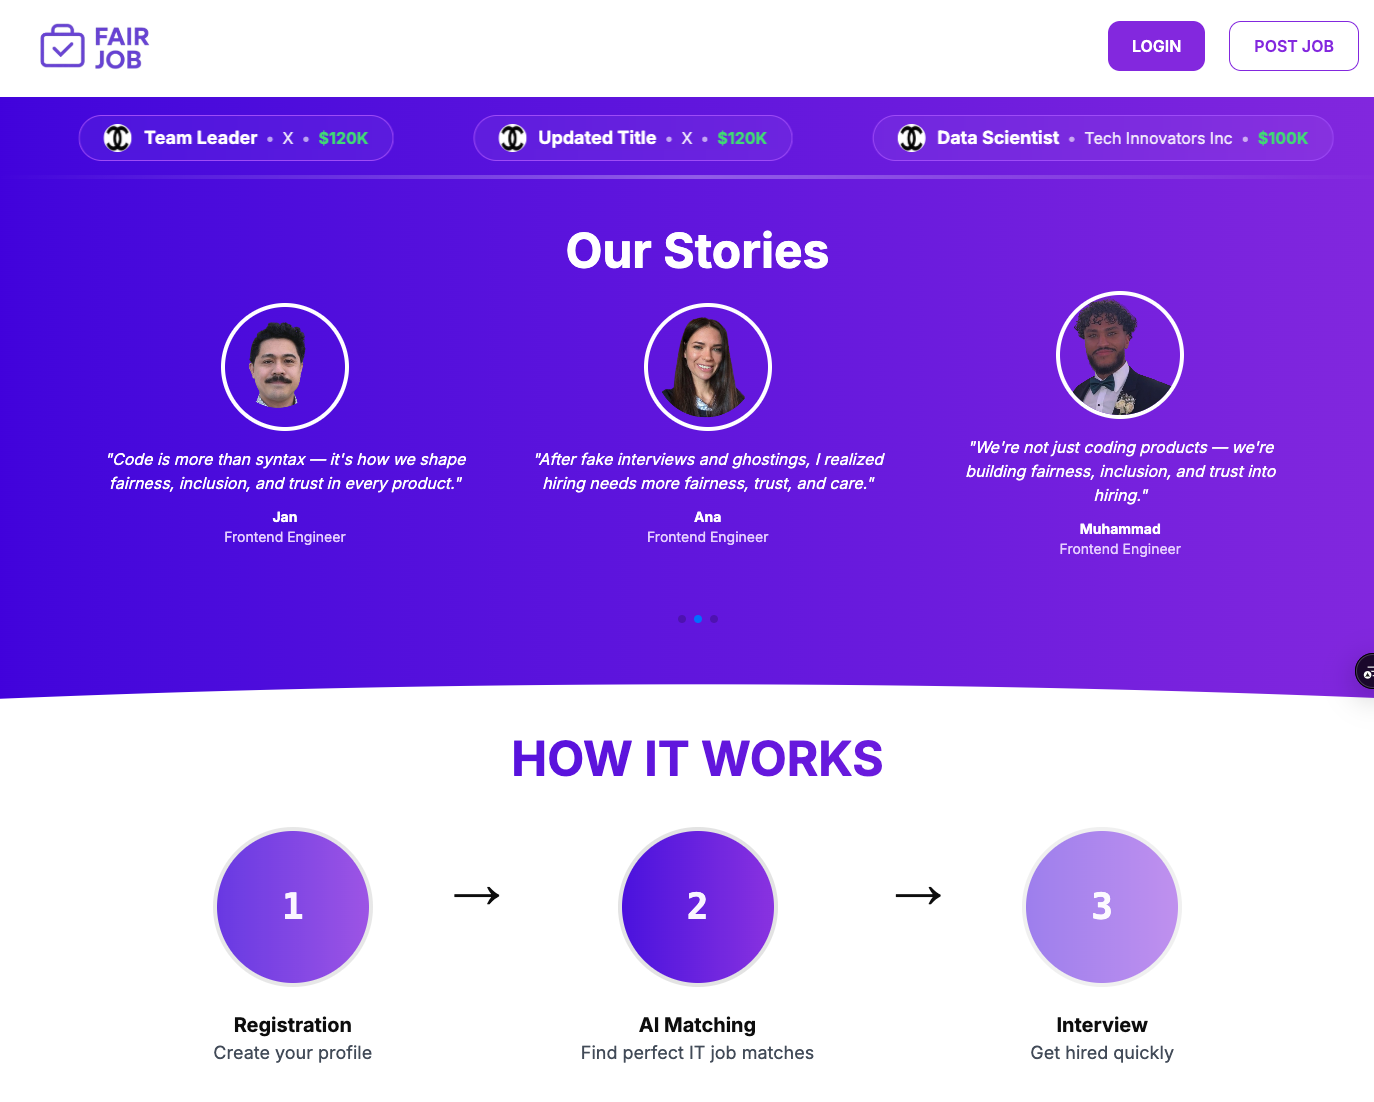 FAIR
JOB
LOGIN
POST JOB
Team Leader • X • $120K
Updated Title • X • $120K
Data Scientist • Tech Innovators Inc • $100K
Our Stories
"Code is more than syntax — it's how we shape
fairness, inclusion, and trust in every product."
Jan
Frontend Engineer
"After fake interviews and ghostings, I realized
hiring needs more fairness, trust, and care."
Ana
Frontend Engineer
"We're not just coding products — we're
building fairness, inclusion, and trust into
hiring."
Muhammad
Frontend Engineer
HOW IT WORKS
1
→
2
→
3
Registration
Create your profile
AI Matching
Find perfect IT job matches
Interview
Get hired quickly